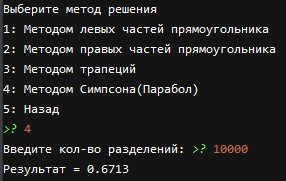 Выберите метод решения
1: Методом левых частей прямоугольника
2: Методом правых частей прямоугольника
3: Методом трапеций
4: Методом Симпсона(Парабол)
5: Назад
>? 4
Введите кол-во разделений: >? 10000
Результат = 0.6713